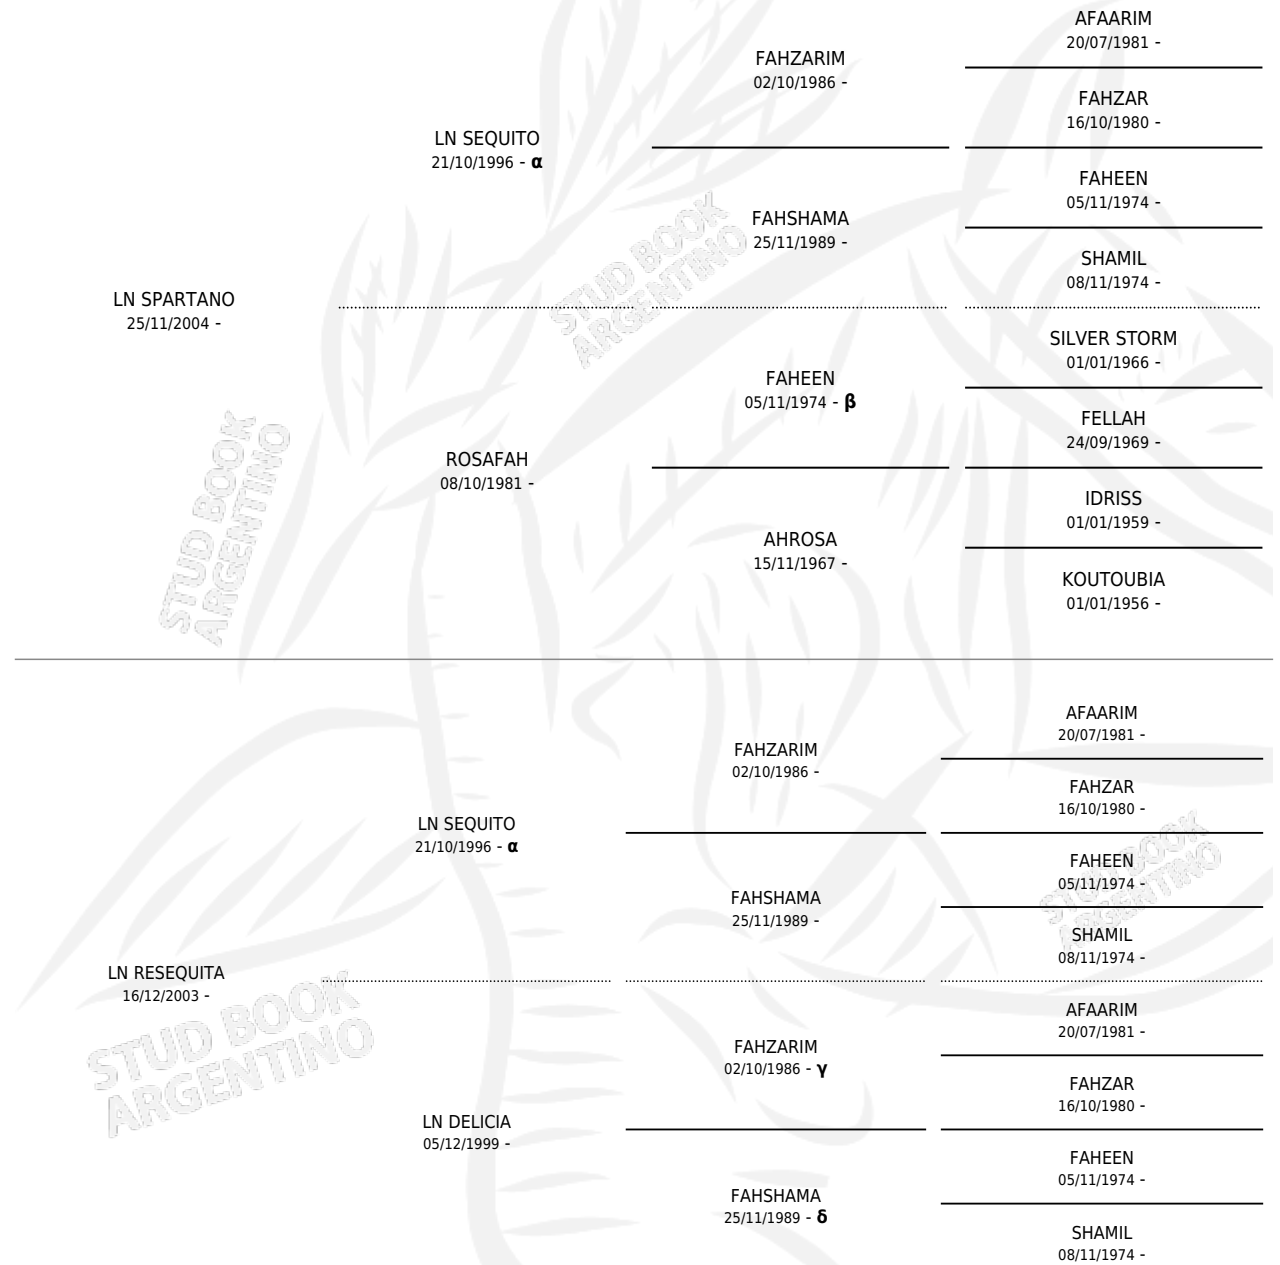 AFAARIM
20/07/1981 -
FAHZARIM
02/10/1986 -
FAHZAR
16/10/1980 -
LN SEQUITO
21/10/1996 - α
FAHEEN
05/11/1974 -
FAHSHAMA
25/11/1989 -
SHAMIL
08/11/1974 -
LN SPARTANO
25/11/2004 -
SILVER STORM
01/01/1966 -
FAHEEN
05/11/1974 - β
FELLAH
24/09/1969 -
ROSAFAH
08/10/1981 -
IDRISS
01/01/1959 -
AHROSA
15/11/1967 -
KOUTOUBIA
01/01/1956 -
STUD BOOK
ARGENTINO
STUD BOOK
ARGENTINO
AFAARIM
20/07/1981 -
FAHZARIM
02/10/1986 -
FAHZAR
16/10/1980 -
LN SEQUITO
21/10/1996 - α
FAHEEN
05/11/1974 -
FAHSHAMA
25/11/1989 -
SHAMIL
08/11/1974 -
LN RESEQUITA
16/12/2003 -
AFAARIM
20/07/1981 -
FAHZARIM
02/10/1986 - γ
FAHZAR
16/10/1980 -
LN DELICIA
05/12/1999 -
FAHEEN
05/11/1974 -
FAHSHAMA
25/11/1989 - δ
SHAMIL
08/11/1974 -
STUD BOOK
ARGENTINO
STUD BOOK
ARGENTINO